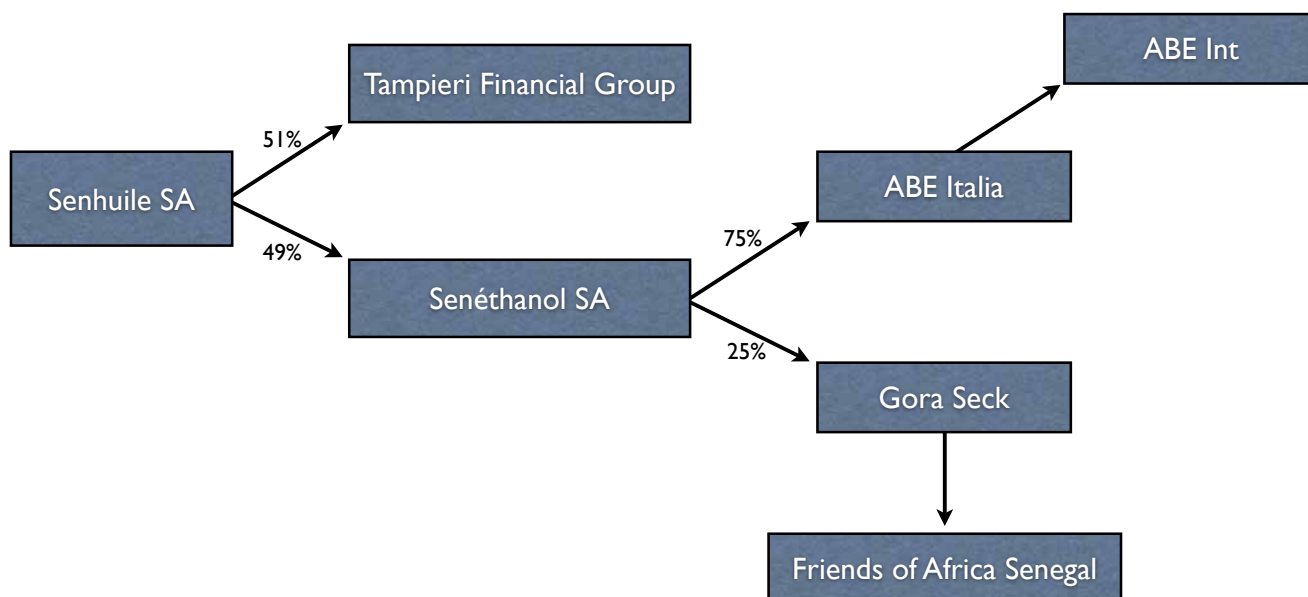 ABE Int
Tampieri Financial Group
51%
Senhuile SA
ABE Italia
49%
75%
Senéthanol SA
25%
Gora Seck
Friends of Africa Senegal